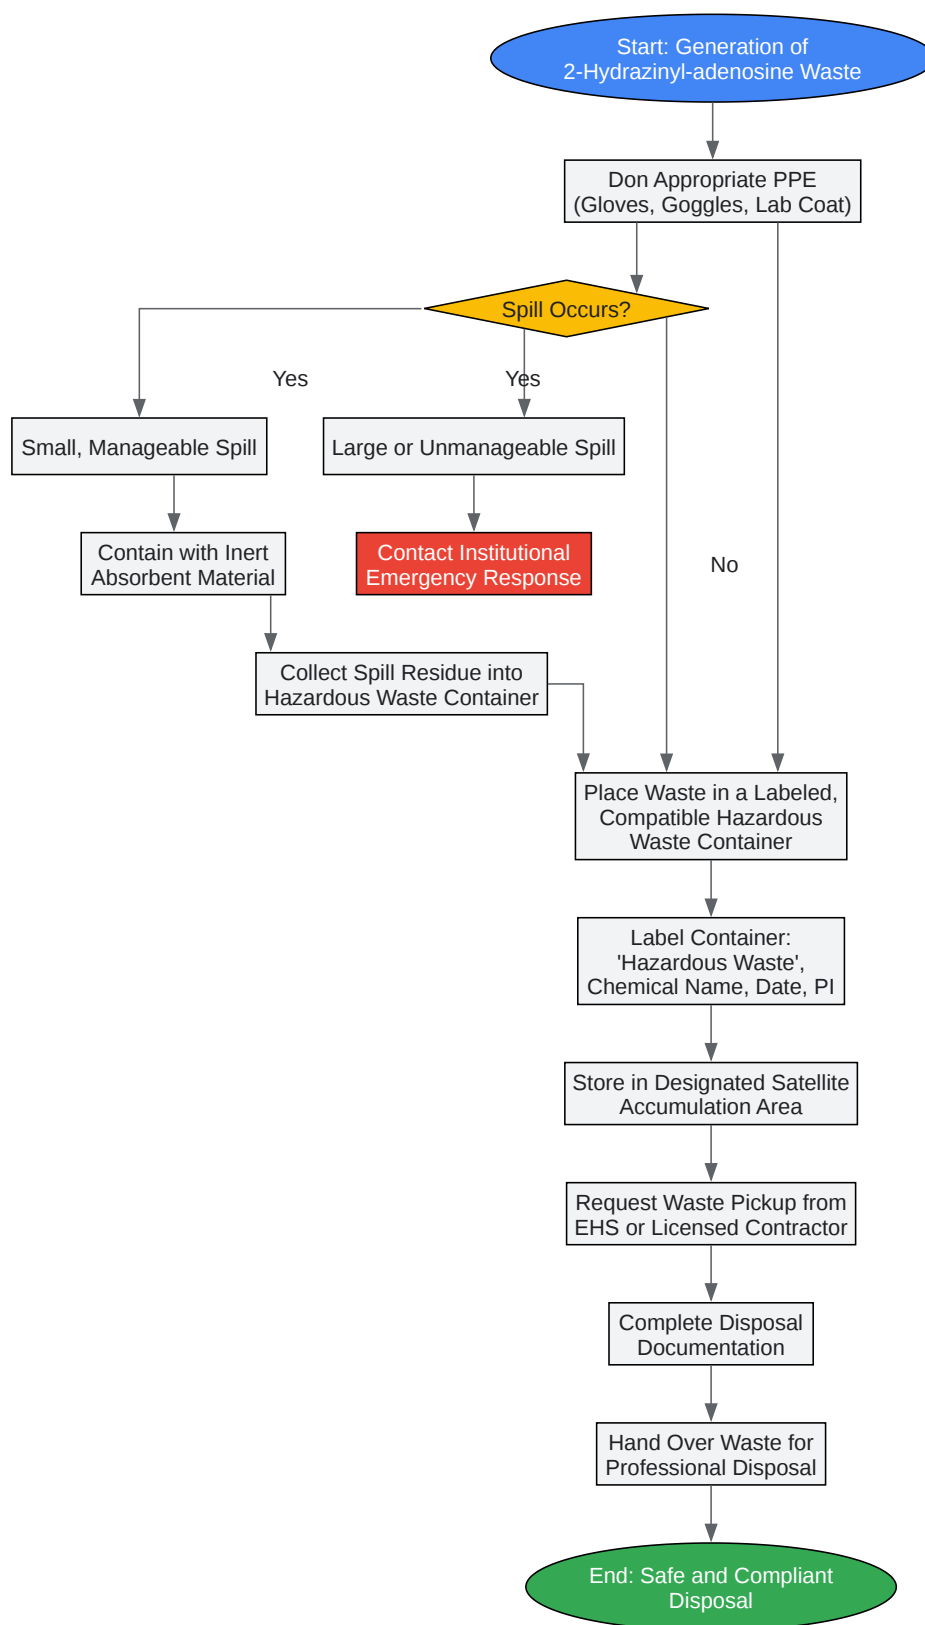 Start: Generation of
2-Hydrazinyl-adenosine Waste
Don Appropriate PPE
(Gloves, Goggles, Lab Coat)
Spill Occurs?
Yes
Yes
Small, Manageable Spill
Large or Unmanageable Spill
Contain with Inert
Absorbent Material
Contact Institutional
Emergency Response
No
Collect Spill Residue into
Hazardous Waste Container
Place Waste in a Labeled,
Compatible Hazardous
Waste Container
Label Container:
'Hazardous Waste',
Chemical Name, Date, PI
Store in Designated Satellite
Accumulation Area
Request Waste Pickup from
EHS or Licensed Contractor
Complete Disposal
Documentation
Hand Over Waste for
Professional Disposal
End: Safe and Compliant
Disposal